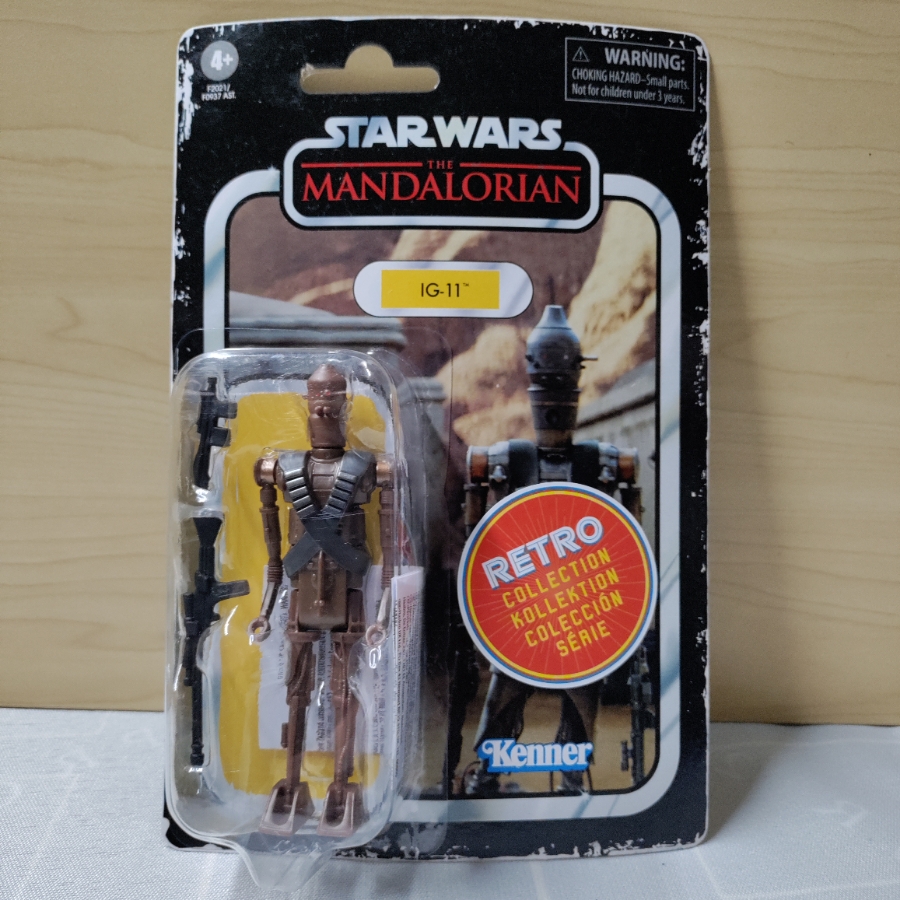 4+
F2021/
F0937 AST.
⚠ WARNING:
CHOKING HAZARD–Small parts.
Not for children under 3 years.
STAR WARS
THE
MANDALORIAN
IG-11™
RETRO
COLLECTION
KOLLEKTION
COLECCIÓN
SÉRIE
Kenner